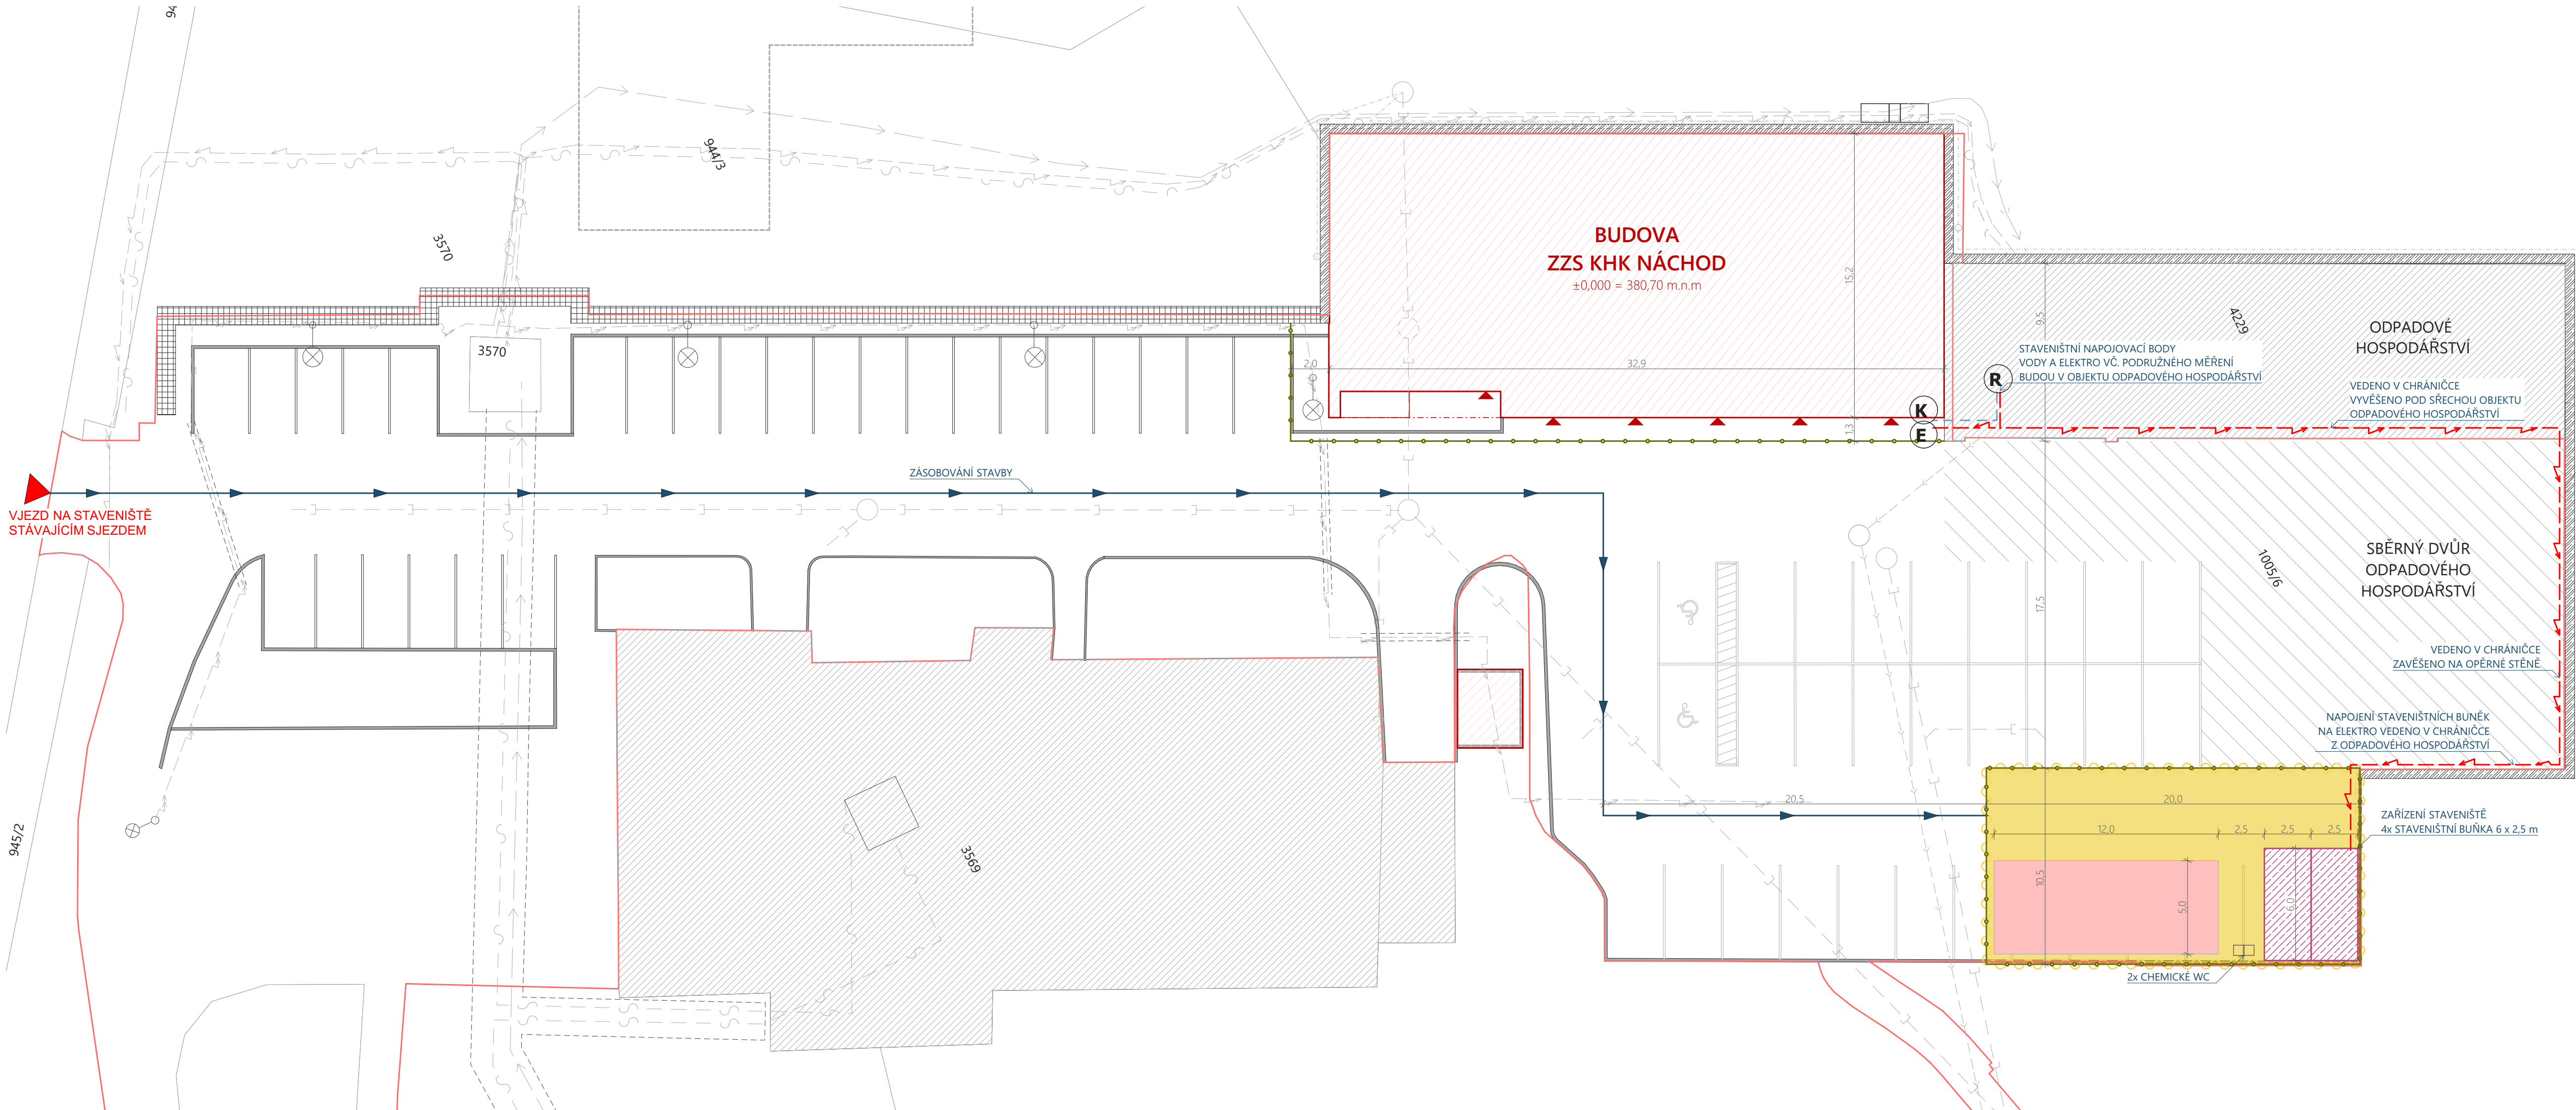 94
944/3
3570
3570
BUDOVA
ZZS KHK NÁCHOD
±0,000 = 380,70 m.n.m
15,2
2,0
32,9
1,3
9,5
4229
ODPADOVÉ
HOSPODÁŘSTVÍ
STAVENIŠTNÍ NAPOJOVACÍ BODY
VODY A ELEKTRO VČ. PODRUŽNÉHO MĚŘENÍ
BUDOU V OBJEKTU ODPADOVÉHO HOSPODÁŘSTVÍ
R
K
E
VEDENO V CHRÁNIČCE
VYVĚŠENO POD SŘECHOU OBJEKTU
ODPADOVÉHO HOSPODÁŘSTVÍ
ZÁSOBOVÁNÍ STAVBY
VJEZD NA STAVENIŠTĚ
STÁVAJÍCÍM SJEZDEM
SBĚRNÝ DVŮR
ODPADOVÉHO
HOSPODÁŘSTVÍ
1005/6
17,5
VEDENO V CHRÁNIČCE
ZAVĚŠENO NA OPĚRNÉ STĚNĚ
NAPOJENÍ STAVENIŠTNÍCH BUNĚK
NA ELEKTRO VEDENO V CHRÁNIČCE
Z ODPADOVÉHO HOSPODÁŘSTVÍ
20,5
20,0
12,0
2,5
2,5
2,5
ZAŘÍZENÍ STAVENIŠTĚ
4x STAVENIŠTNÍ BUŇKA 6 x 2,5 m
10,5
5,0
6,0
2x CHEMICKÉ WC
945/2
3569